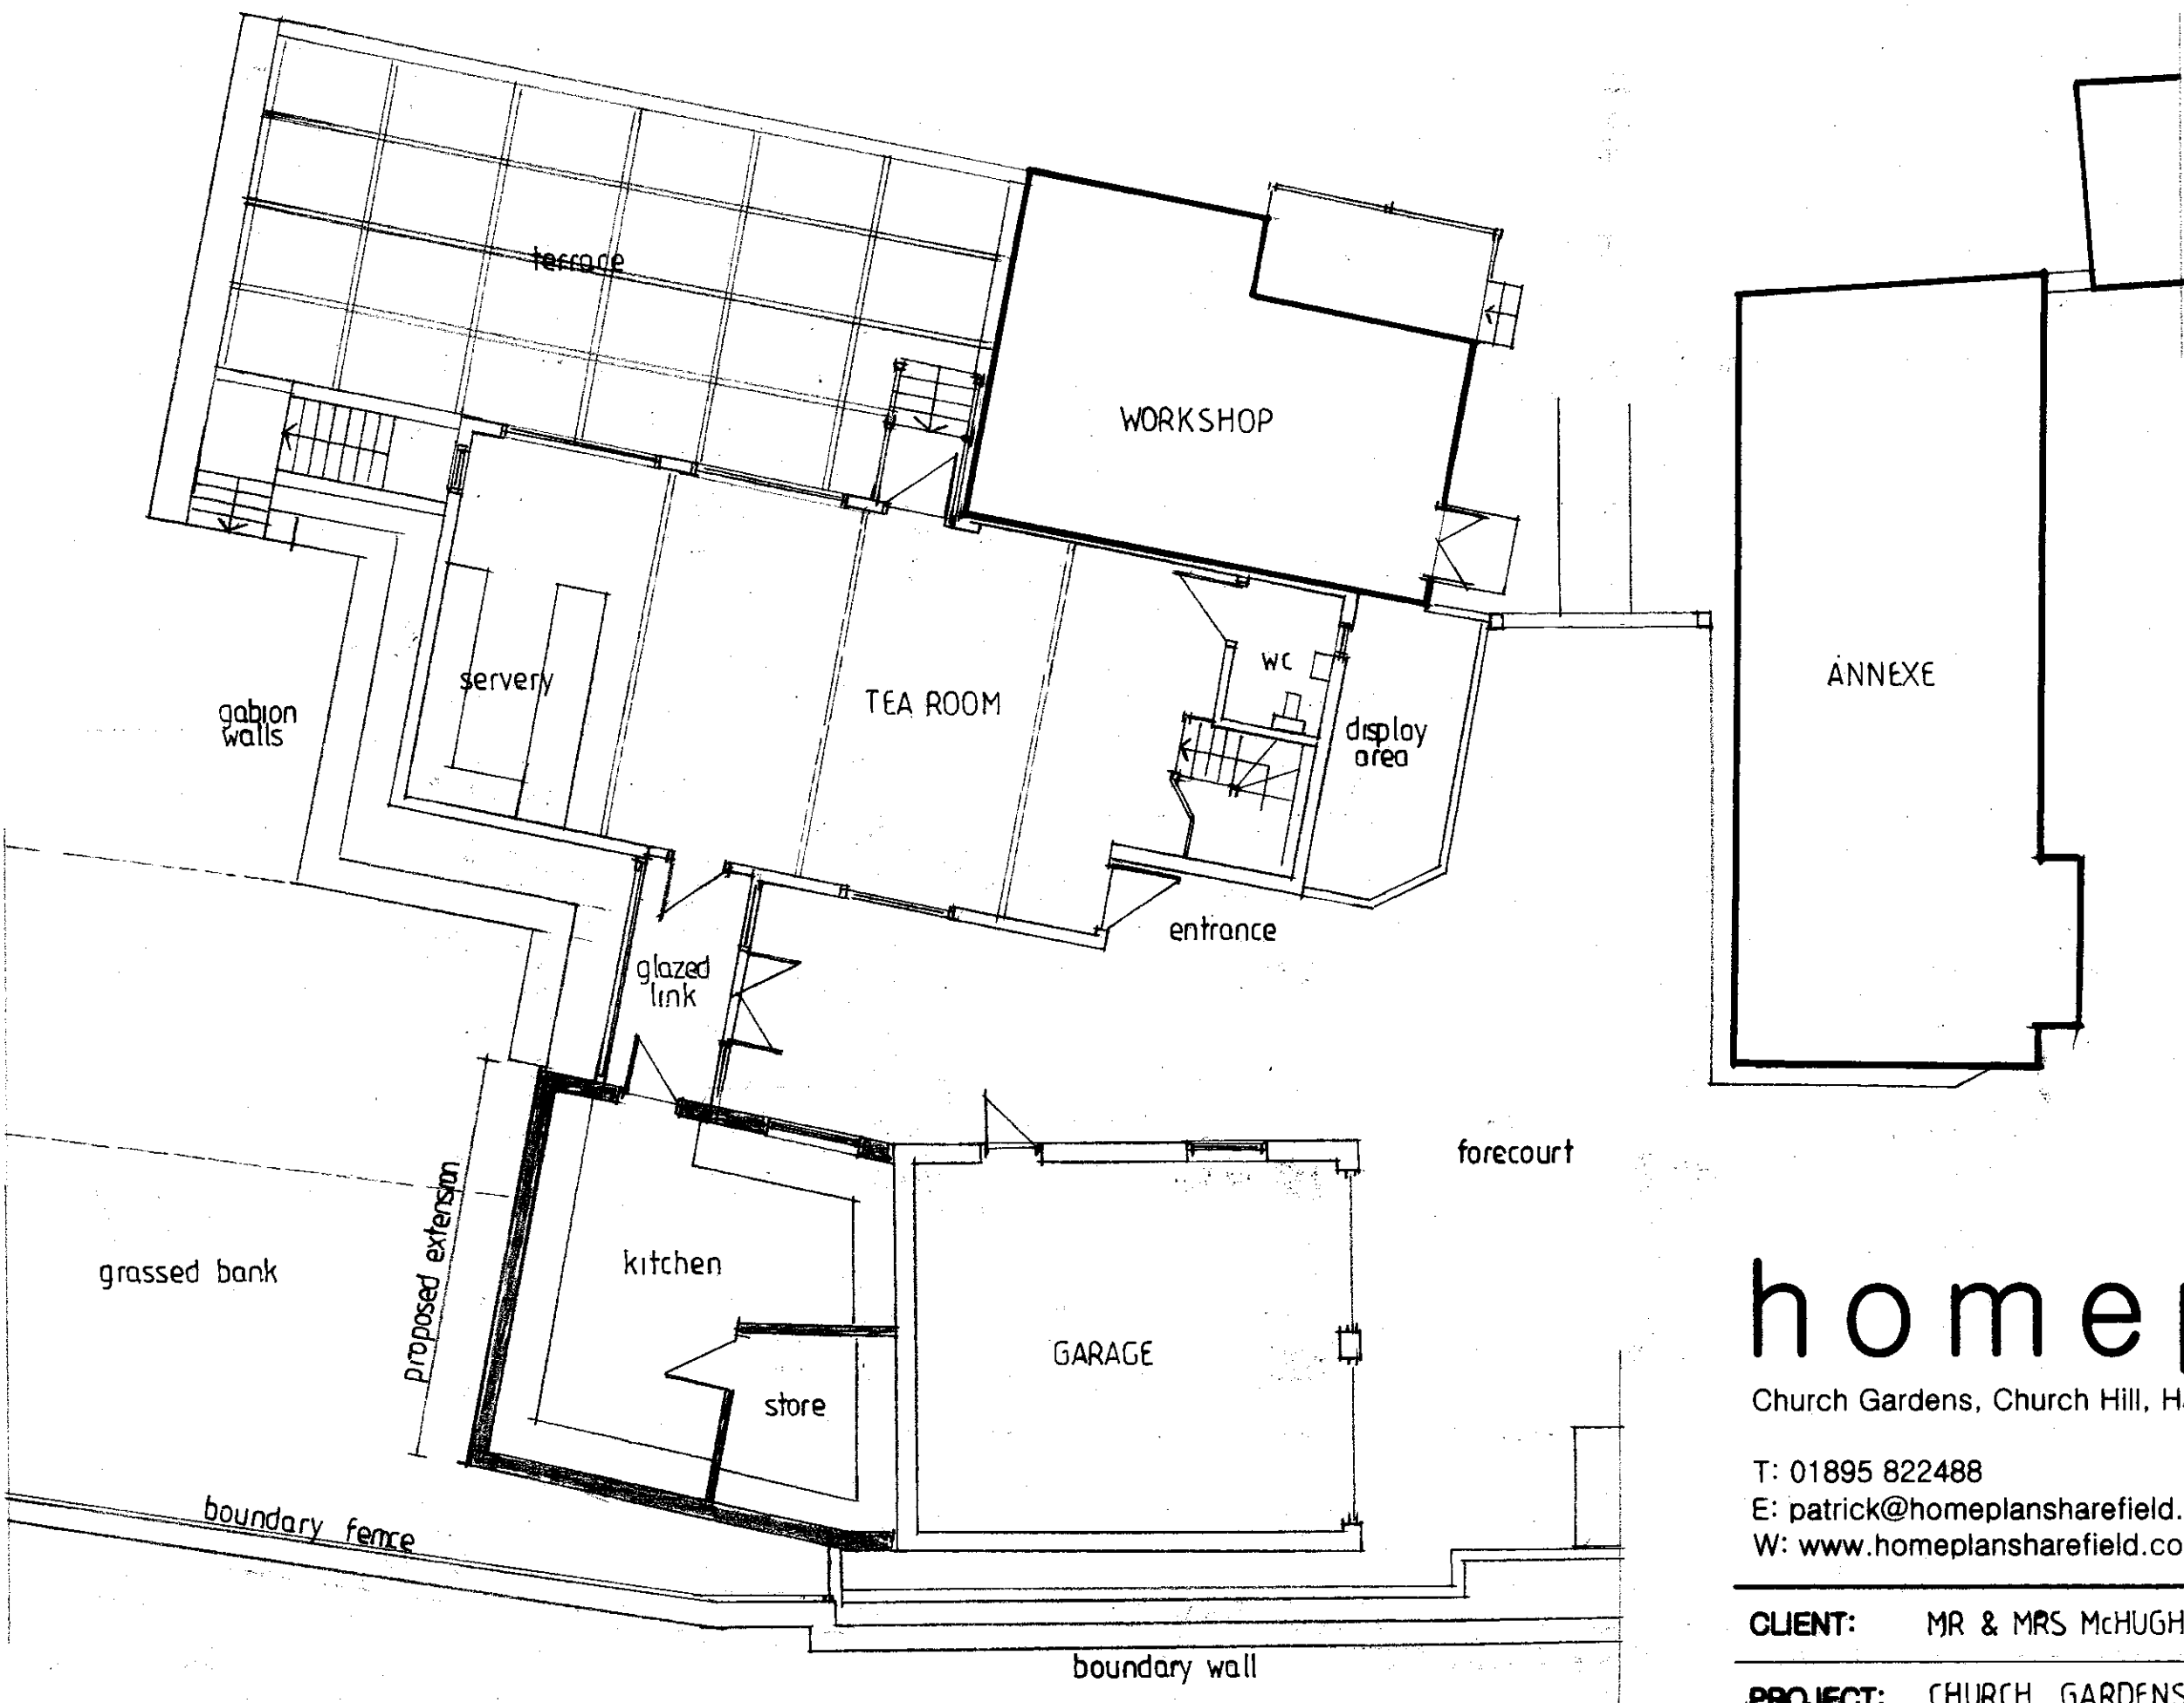 terrace
WORKSHOP
ANNEXE
servery
TEA ROOM
wc
display
area
gabion
walls
entrance
glazed
link
forecourt
proposed extension
grassed bank
kitchen
GARAGE
store
boundary fence
boundary wall
home
Church Gardens, Church Hill, H
T: 01895 822488
E: patrick@homeplansharefield.
W: www.homeplansharefield.co
CLIENT: MR & MRS McHUGH
PROJECT: CHURCH GARDENS